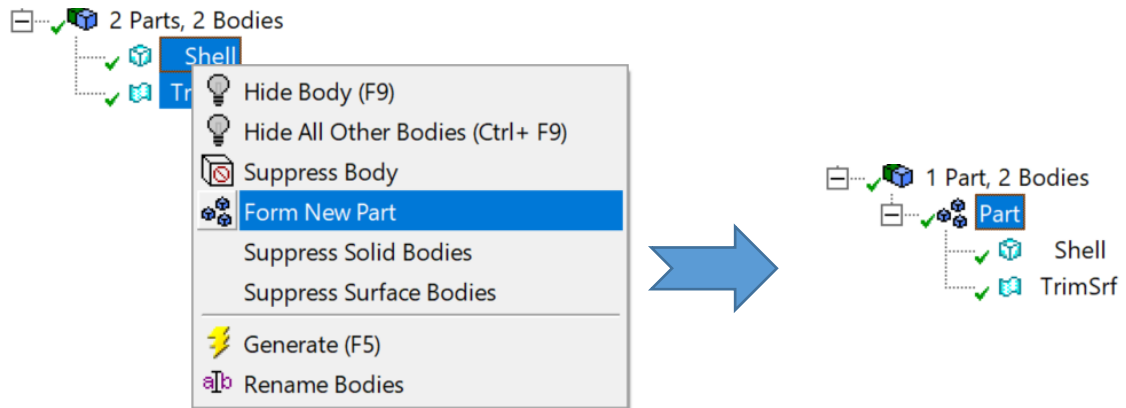 2 Parts, 2 Bodies
Shell
Tr
Hide Body (F9)
Hide All Other Bodies (Ctrl+ F9)
Suppress Body
Form New Part
Suppress Solid Bodies
Suppress Surface Bodies
Generate (F5)
a b Rename Bodies
1 Part, 2 Bodies
Part
Shell
TrimSrf